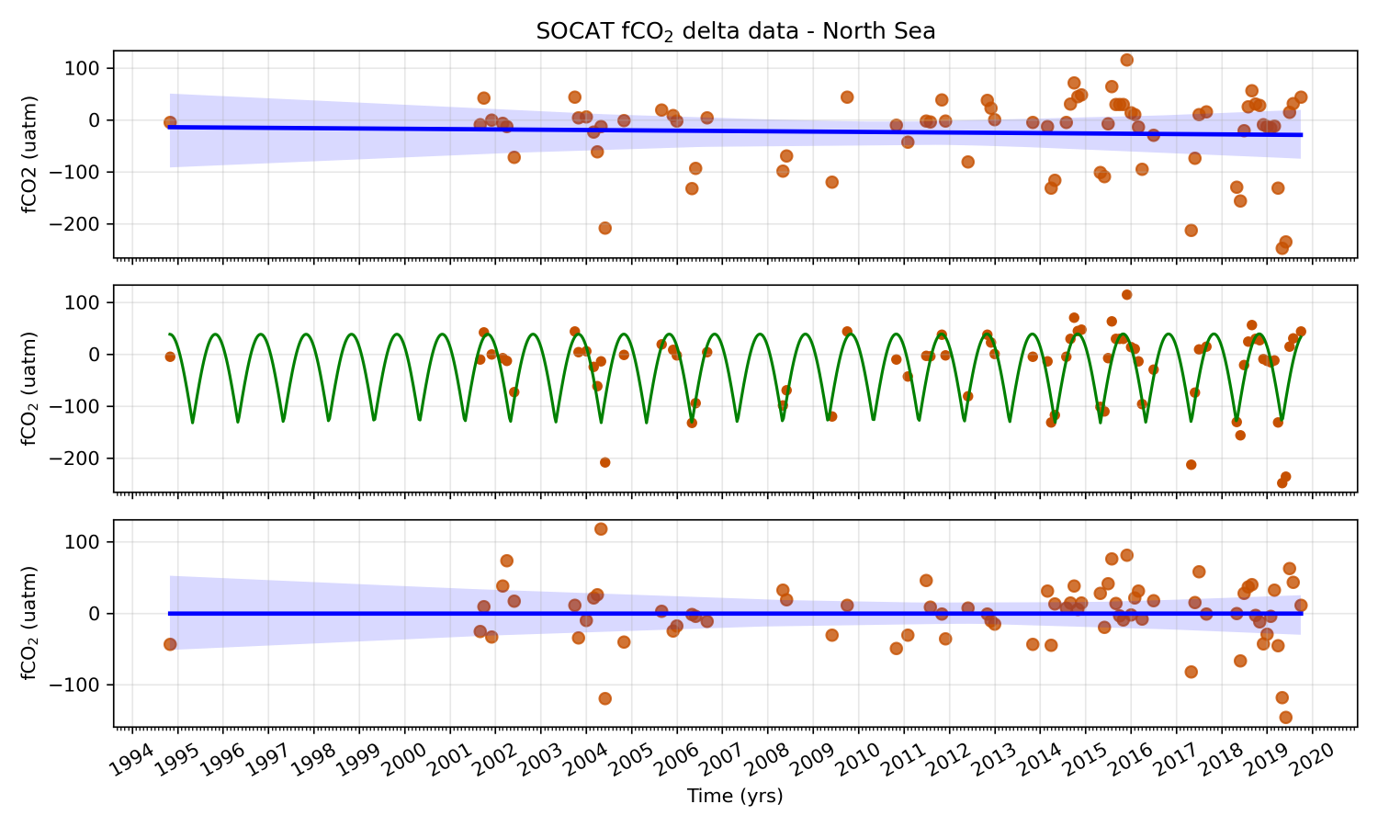 SOCAT fCO₂ delta data - North Sea
fCO2 (uatm)
100
0
−100
−200
fCO₂ (uatm)
100
0
−100
−200
fCO₂ (uatm)
100
0
−100
1994 1995 1996 1997 1998 1999 2000 2001 2002 2003 2004 2005 2006 2007 2008 2009 2010 2011 2012 2013 2014 2015 2016 2017 2018 2019 2020
Time (yrs)